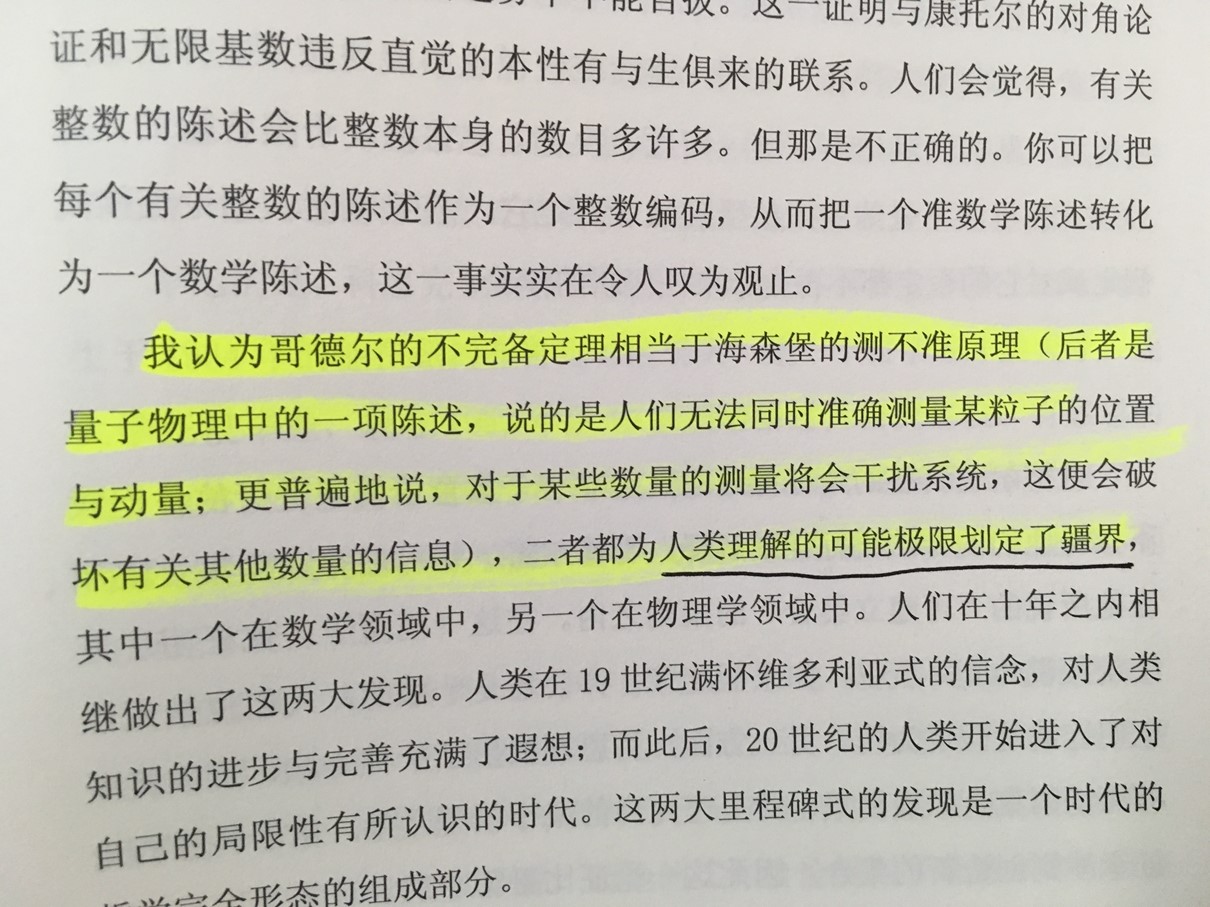 不能自拔。这一证明与康托尔的对角论
证和无限基数违反直觉的本性有与生俱来的联系。人们会觉得，有关
整数的陈述会比整数本身的数目多许多。但那是不正确的。你可以把
每个有关整数的陈述作为一个整数编码，从而把一个准数学陈述转化
为一个数学陈述，这一事实实在令人叹为观止。
我认为哥德尔的不完备定理相当于海森堡的测不准原理（后者是
量子物理中的一项陈述，说的是人们无法同时准确测量某粒子的位置
与动量；更普遍地说，对于某些数量的测量将会干扰系统，这便会破
坏有关其他数量的信息），二者都为人类理解的可能极限划定了疆界，
其中一个在数学领域中，另一个在物理学领域中。人们在十年之内相
继做出了这两大发现。人类在 19 世纪满怀维多利亚式的信念，对人类
知识的进步与完善充满了遐想；而此后，20 世纪的人类开始进入了对
自己的局限性有所认识的时代。这两大里程碑式的发现是一个时代的
学完全形态的组成部分。